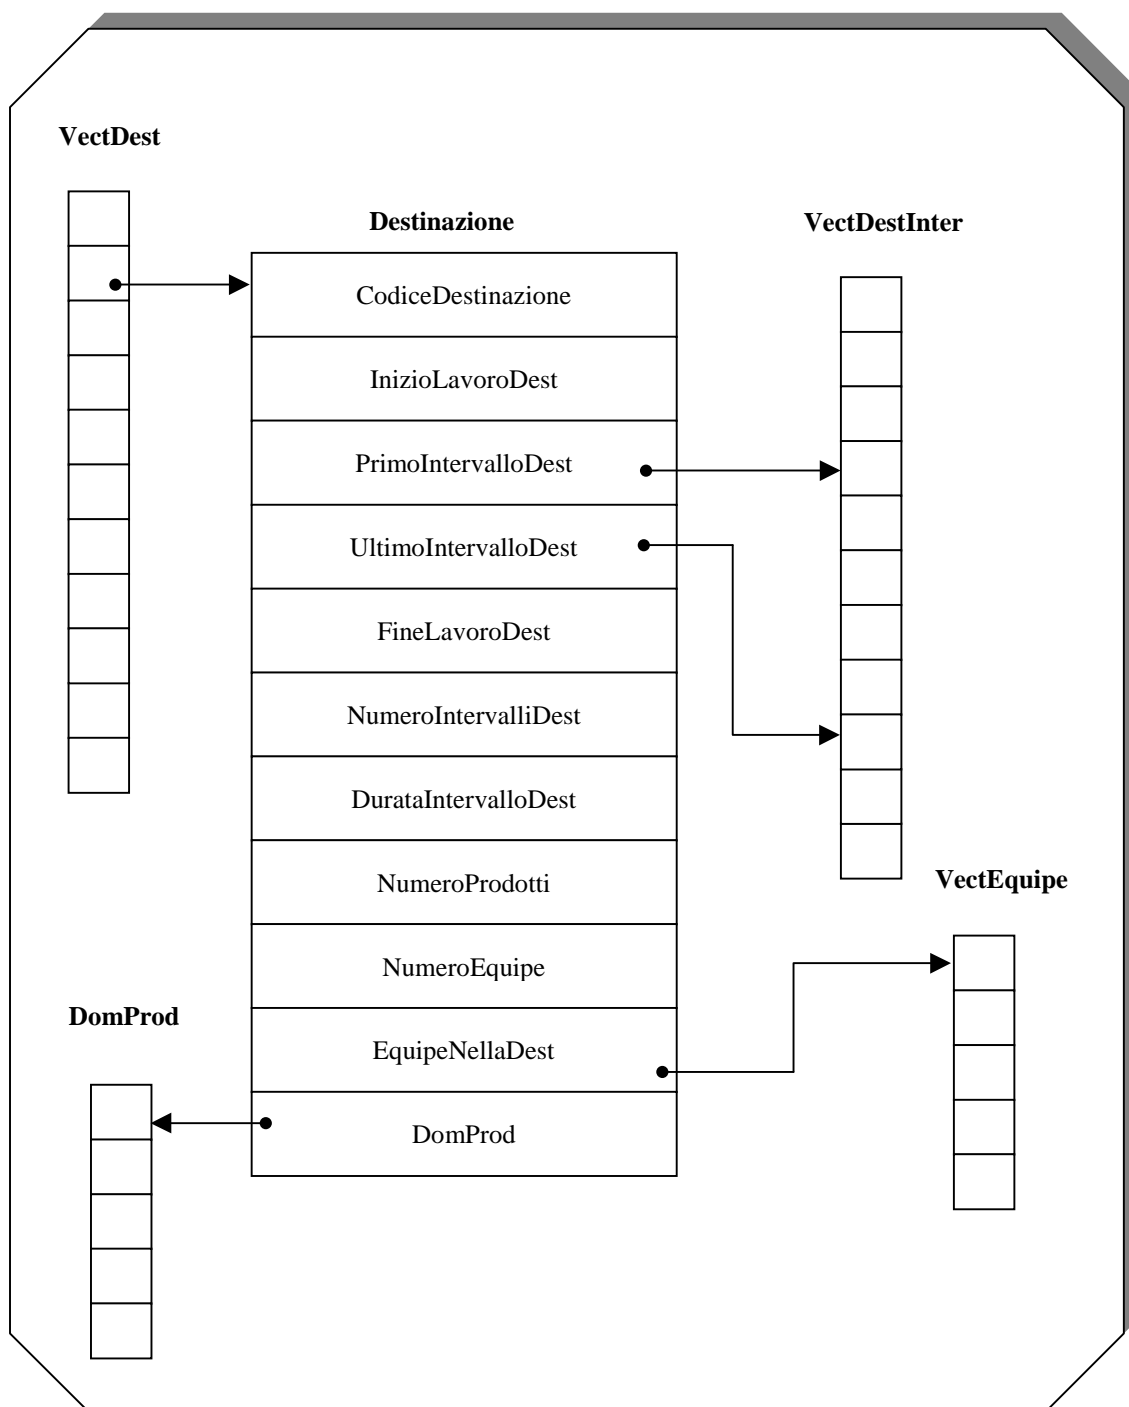 VectDest
Destinazione
VectDestInter
CodiceDestinazione
InizioLavoroDest
PrimoIntervalloDest
UltimoIntervalloDest
FineLavoroDest
NumeroIntervalliDest
DurataIntervalloDest
NumeroProdotti
VectEquipe
NumeroEquipe
DomProd
EquipeNellaDest
DomProd